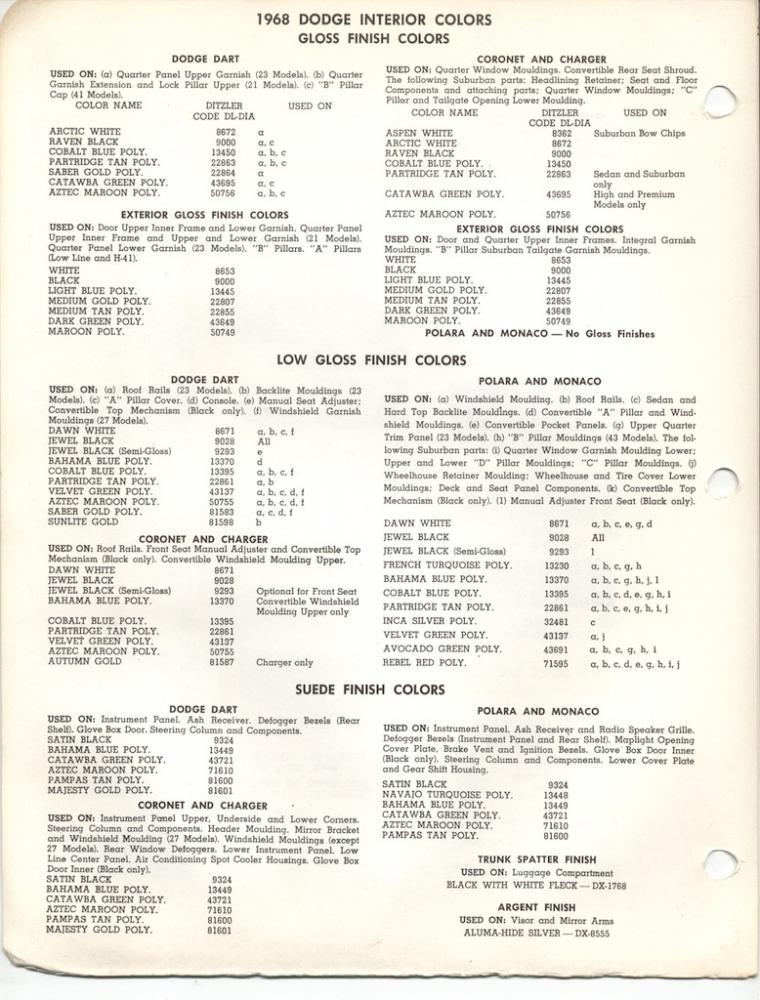 1968 DODGE INTERIOR COLORS
GLOSS FINISH COLORS
DODGE DART
USED ON: (a) Quarter Panel Upper Garnish (23 Models). (b) Quarter
Garnish Extension and Lock Pillar Upper (21 Models). (c) "B" Pillar
Cap (41 Models).
COLOR NAME DITZLER USED ON
CODE DL-DIA
ARCTIC WHITE 8672 a
RAVEN BLACK 9000 a, c
COBALT BLUE POLY. 13450 a, b, c
PARTRIDGE TAN POLY. 22863 a, b, c
SABER GOLD POLY. 22864 a
CATAWBA GREEN POLY. 43695 a, c
AZTEC MAROON POLY. 50756 a, b, c
EXTERIOR GLOSS FINISH COLORS
USED ON: Door Upper Inner Frame and Lower Garnish. Quarter Panel
Upper Inner Frame and Upper and Lower Garnish (21 Models).
Quarter Panel Lower Garnish (23 Models). "B" Pillars. "A" Pillars
(Low Line and H-41).
WHITE 8653
BLACK 9000
LIGHT BLUE POLY. 13445
MEDIUM GOLD POLY. 22807
MEDIUM TAN POLY. 22855
DARK GREEN POLY. 43649
MAROON POLY. 50749
CORONET AND CHARGER
USED ON: Quarter Window Mouldings. Convertible Rear Seat Shroud.
The following Suburban parts: Headlining Retainer; Seat and Floor
Components and attaching parts; Quarter Window Mouldings; "C"
Pillor and Tailgate Opening Lower Moulding.
COLOR NAME DITZLER USED ON
CODE DL-DIA
ASPEN WHITE 8362 Suburban Bow Chips
ARCTIC WHITE 8672
RAVEN BLACK 9000
COBALT BLUE POLY. 13450
PARTRIDGE TAN POLY. 22863 Sedan and Suburban
only
CATAWBA GREEN POLY. 43695 High and Premium
Models only
AZTEC MAROON POLY. 50756
EXTERIOR GLOSS FINISH COLORS
USED ON: Door and Quarter Upper Inner Frames. Integral Garnish
Mouldings. "B" Pillar Suburban Tailgate Garnish Mouldings.
WHITE 8653
BLACK 9000
LIGHT BLUE POLY. 13445
MEDIUM GOLD POLY. 22807
MEDIUM TAN POLY. 22855
DARK GREEN POLY. 43649
MAROON POLY. 50749
POLARA AND MONACO — No Gloss Finishes
LOW GLOSS FINISH COLORS
DODGE DART
USED ON: (a) Roof Rails (23 Models). (b) Backlite Mouldings (23
Models). (c) "A" Pillar Cover. (d) Console. (e) Manual Seat Adjuster;
Convertible Top Mechanism (Black only). (f) Windshield Garnish
Mouldings (27 Models).
DAWN WHITE 8671 a, b, c, f
JEWEL BLACK 9028 All
JEWEL BLACK (Semi-Gloss) 9293 e
BAHAMA BLUE POLY. 13370 d
COBALT BLUE POLY. 13395 a, b, c, f
PARTRIDGE TAN POLY. 22861 a, b
VELVET GREEN POLY. 43137 a, b, c, d, f
AZTEC MAROON POLY. 50755 a, b, c, d, f
SABER GOLD POLY. 81583 a, c, d, f
SUNLITE GOLD 81598 b
CORONET AND CHARGER
USED ON: Roof Rails. Front Seat Manual Adjuster and Convertible Top
Mechanism (Black only). Convertible Windshield Moulding Upper.
DAWN WHITE 8671
JEWEL BLACK 9028
JEWEL BLACK (Semi-Gloss) 9293 Optional for Front Seat
BAHAMA BLUE POLY. 13370 Convertible Windshield
Moulding Upper only
COBALT BLUE POLY. 13395
PARTRIDGE TAN POLY. 22861
VELVET GREEN POLY. 43137
AZTEC MAROON POLY. 50755
AUTUMN GOLD 81587 Charger only
POLARA AND MONACO
USED ON: (a) Windshield Moulding. (b) Roof Rails. (c) Sedan and
Hard Top Backlite Mouldings. (d) Convertible "A" Pillar and Wind-
shield Mouldings. (e) Convertible Pocket Panels. (g) Upper Quarter
Trim Panel (23 Models). (h) "B" Pillar Mouldings (43 Models). The fol-
lowing Suburban parts: (i) Quarter Window Garnish Moulding Lower;
Upper and Lower "D" Pillar Mouldings; "C" Pillar Mouldings. (j)
Wheelhouse Retainer Moulding; Wheelhouse and Tire Cover Lower
Mouldings; Deck and Seat Panel Components. (k) Convertible Top
Mechanism (Black only). (l) Manual Adjuster Front Seat (Black only).
DAWN WHITE 8671 a, b, c, e, g, d
JEWEL BLACK 9028 All
JEWEL BLACK (Semi-Gloss) 9293 l
FRENCH TURQUOISE POLY. 13230 a, b, c, g, h
BAHAMA BLUE POLY. 13370 a, b, c, g, h, j, l
COBALT BLUE POLY. 13395 a, b, c, d, e, g, h, i
PARTRIDGE TAN POLY. 22861 a, b, c, e, g, h, i, j
INCA SILVER POLY. 32481 c
VELVET GREEN POLY. 43137 a, j
AVOCADO GREEN POLY. 43691 a, b, c, g, h, i
REBEL RED POLY. 71595 a, b, c, d, e, g, h, i, j
SUEDE FINISH COLORS
DODGE DART
USED ON: Instrument Panel. Ash Receiver. Defogger Bezels (Rear
Shelf). Glove Box Door. Steering Column and Components.
SATIN BLACK 9324
BAHAMA BLUE POLY. 13449
CATAWBA GREEN POLY. 43721
AZTEC MAROON POLY. 71610
PAMPAS TAN POLY. 81600
MAJESTY GOLD POLY. 81601
CORONET AND CHARGER
USED ON: Instrument Panel Upper, Underside and Lower Corners.
Steering Column and Components. Header Moulding. Mirror Bracket
and Windshield Moulding (27 Models). Windshield Mouldings (except
27 Models). Rear Window Defoggers. Lower Instrument Panel. Low
Line Center Panel. Air Conditioning Spot Cooler Housings. Glove Box
Door Inner (Black only).
SATIN BLACK 9324
BAHAMA BLUE POLY. 13449
CATAWBA GREEN POLY. 43721
AZTEC MAROON POLY. 71610
PAMPAS TAN POLY. 81600
MAJESTY GOLD POLY. 81601
POLARA AND MONACO
USED ON: Instrument Panel. Ash Receiver and Radio Speaker Grille.
Defogger Bezels (Instrument Panel and Rear Shelf). Maplight Opening
Cover Plate, Brake Vent and Ignition Bezels. Glove Box Door Inner
(Black only). Steering Column and Components. Lower Cover Plate
and Gear Shift Housing.
SATIN BLACK 9324
NAVAJO TURQUOISE POLY. 13448
BAHAMA BLUE POLY. 13449
CATAWBA GREEN POLY. 43721
AZTEC MAROON POLY. 71610
PAMPAS TAN POLY. 81600
TRUNK SPATTER FINISH
USED ON: Luggage Compartment
BLACK WITH WHITE FLECK — DX-1768
ARGENT FINISH
USED ON: Visor and Mirror Arms
ALUMA-HIDE SILVER — DX-8555